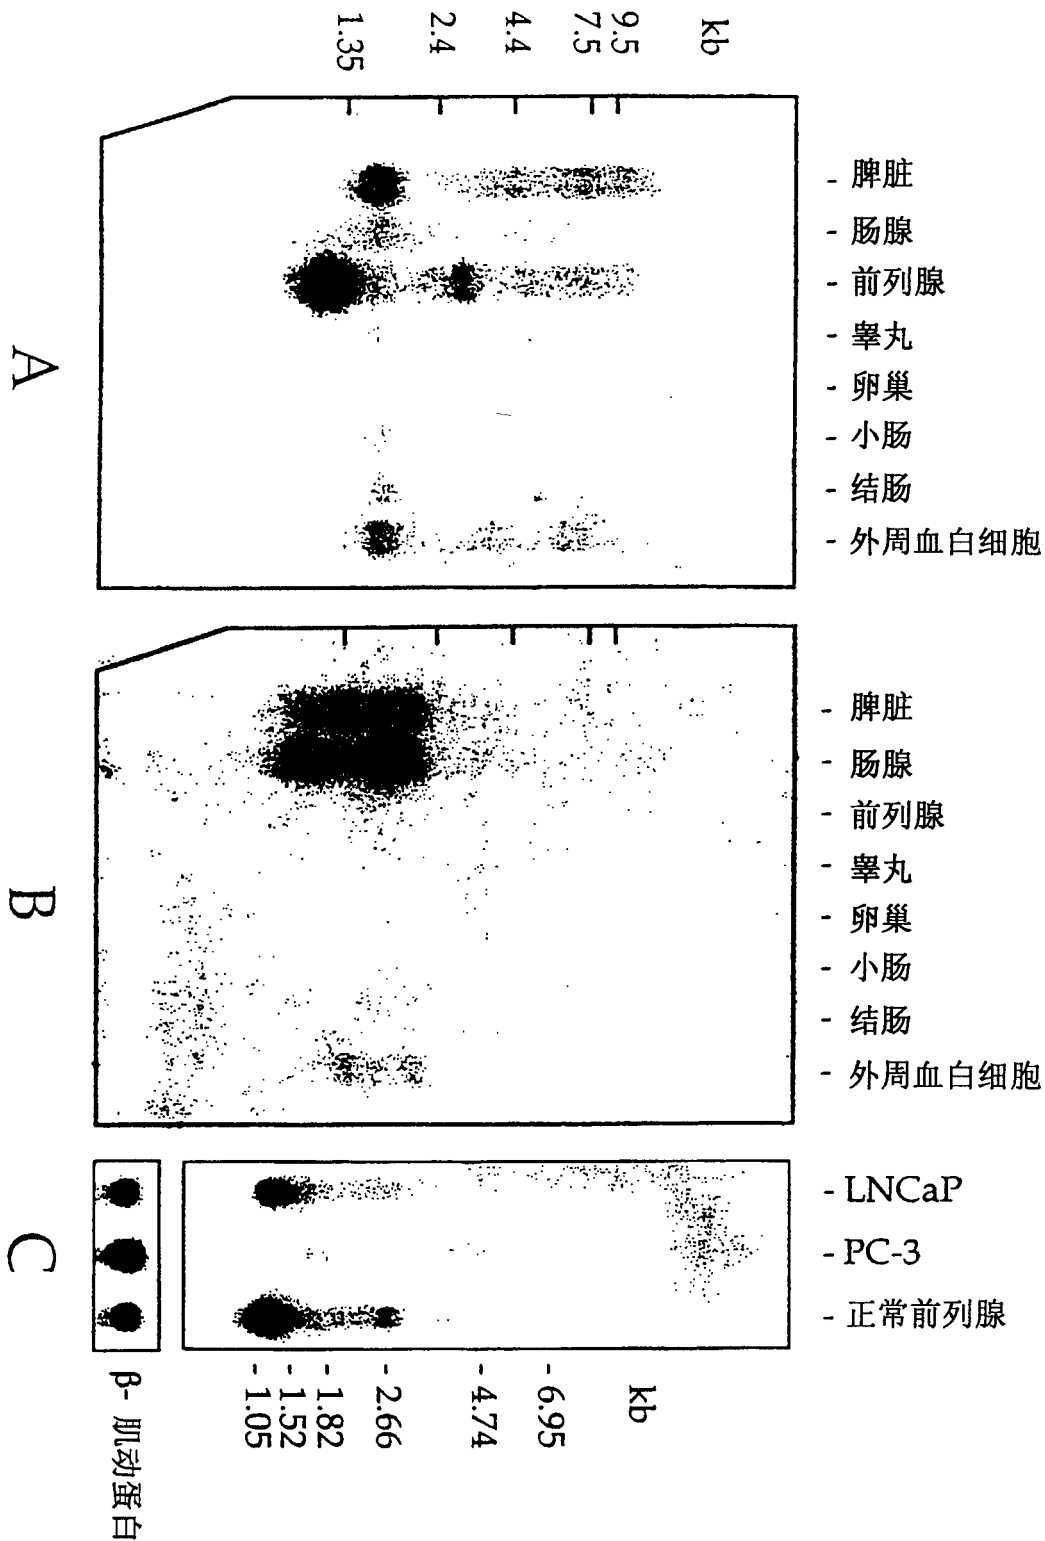 kb
9.5
7.5
4.4
2.4
1.35
- 脾脏
- 肠腺
- 前列腺
- 睾丸
- 卵巢
- 小肠
- 结肠
- 外周血白细胞
A
- 脾脏
- 肠腺
- 前列腺
- 睾丸
- 卵巢
- 小肠
- 结肠
- 外周血白细胞
B
- LNCaP
- PC-3
- 正常前列腺
C
kb
- 6.95
- 4.74
- 2.66
- 1.82
- 1.52
- 1.05
β- 肌动蛋白